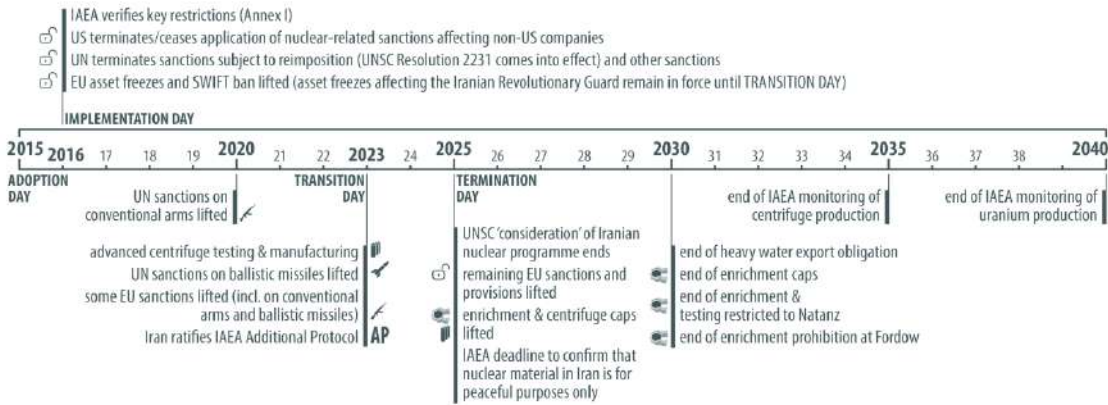 IAEA verifies key restrictions (Annex I)
US terminates/ceases application of nuclear-related sanctions affecting non-US companies
UN terminates sanctions subject to reimposition (UNSC Resolution 2231 comes into effect) and other sanctions
EU asset freezes and SWIFT ban lifted (asset freezes affecting the Iranian Revolutionary Guard remain in force until TRANSITION DAY)
IMPLEMENTATION DAY
2015 2016 17 18 19 2020 21 22 2023 24 2025 26 27 28 29 2030 31 32 33 34 2035 36 37 38 2040
ADOPTION
DAY
UN sanctions on
conventional arms lifted
TRANSITION
DAY
advanced centrifuge testing & manufacturing
UN sanctions on ballistic missiles lifted
some EU sanctions lifted (incl. on conventional
arms and ballistic missiles)
Iran ratifies IAEA Additional Protocol AP
TERMINATION
DAY
UNSC 'consideration' of Iranian
nuclear programme ends
remaining EU sanctions and
provisions lifted
enrichment & centrifuge caps
lifted
IAEA deadline to confirm that
nuclear material in Iran is for
peaceful purposes only
end of heavy water export obligation
end of enrichment caps
end of enrichment &
testing restricted to Natanz
end of enrichment prohibition at Fordow
end of IAEA monitoring of
centrifuge production
end of IAEA monitoring of
uranium production